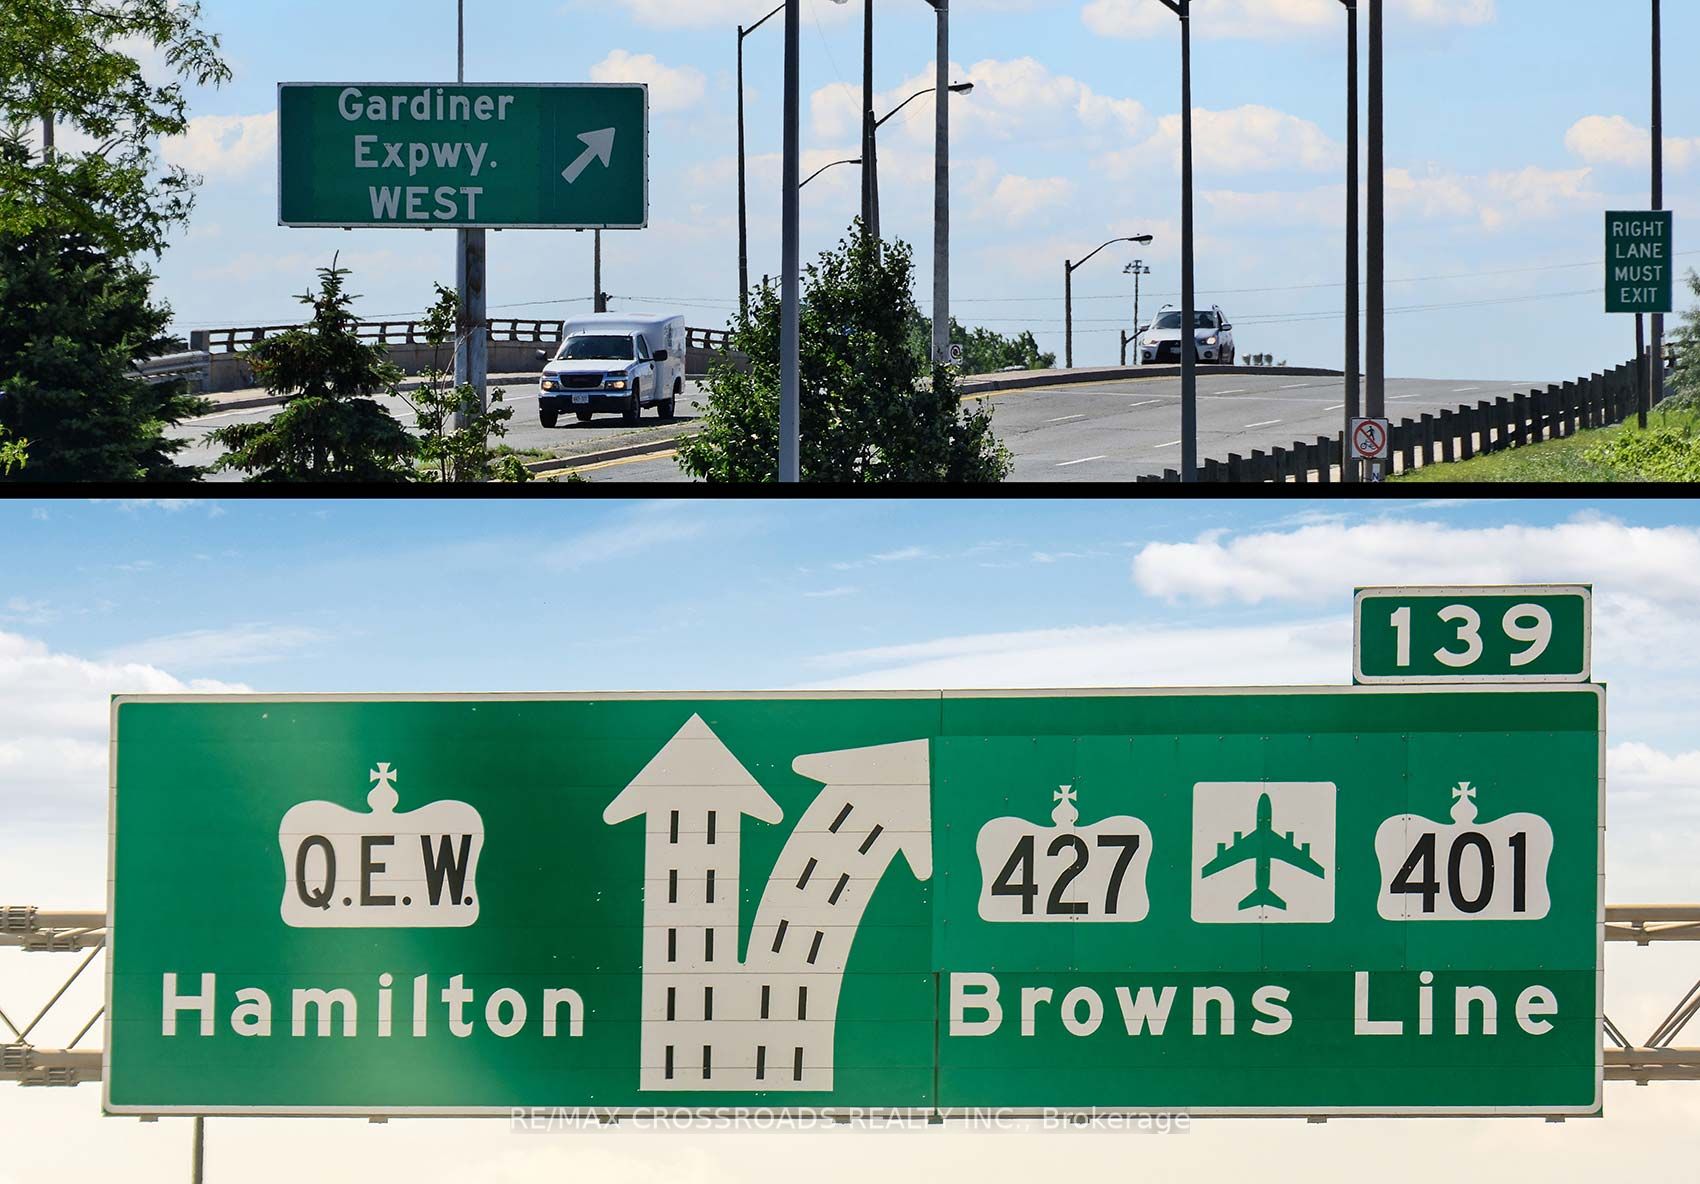 Gardiner
Expwy.
WEST
RIGHT
LANE
MUST
EXIT
139
Q.E.W.
427
401
Hamilton
Browns Line
RE/MAX CROSSROADS REALTY INC., Brokerage